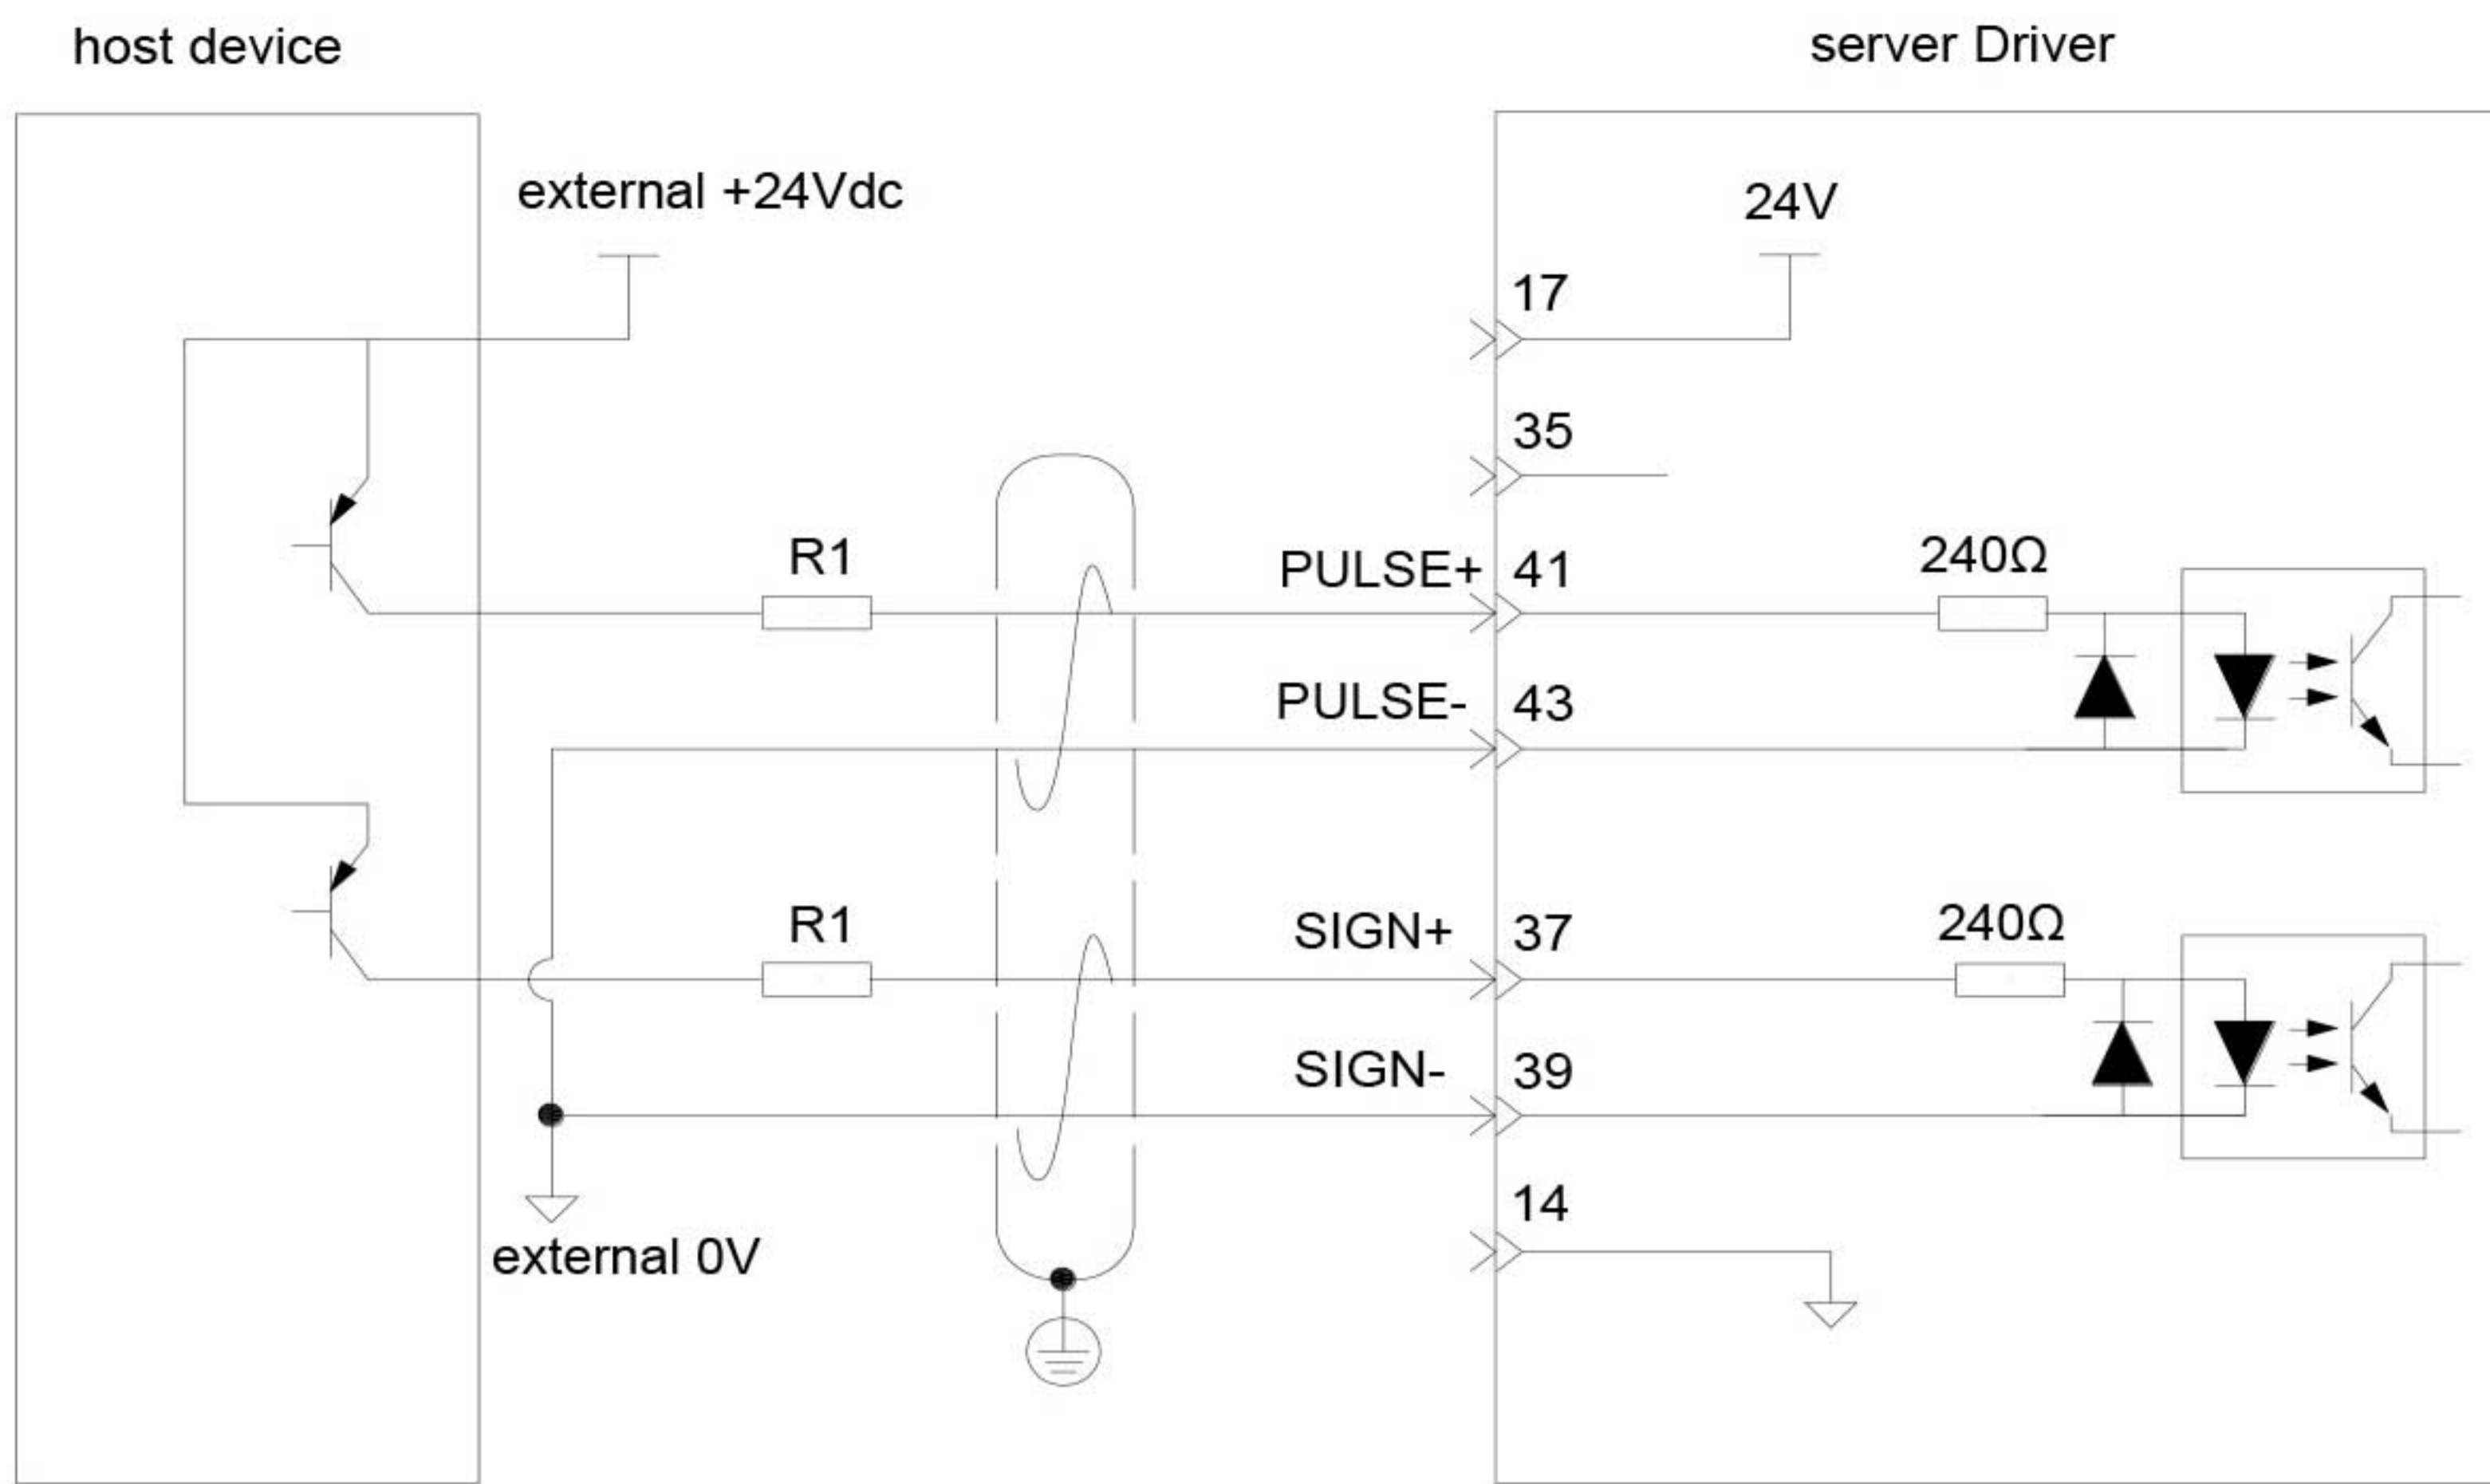 host device
server Driver
external +24Vdc
24V
17
35
R1
PULSE+
41
240Ω
PULSE-
43
R1
SIGN+
37
240Ω
SIGN-
39
14
external 0V